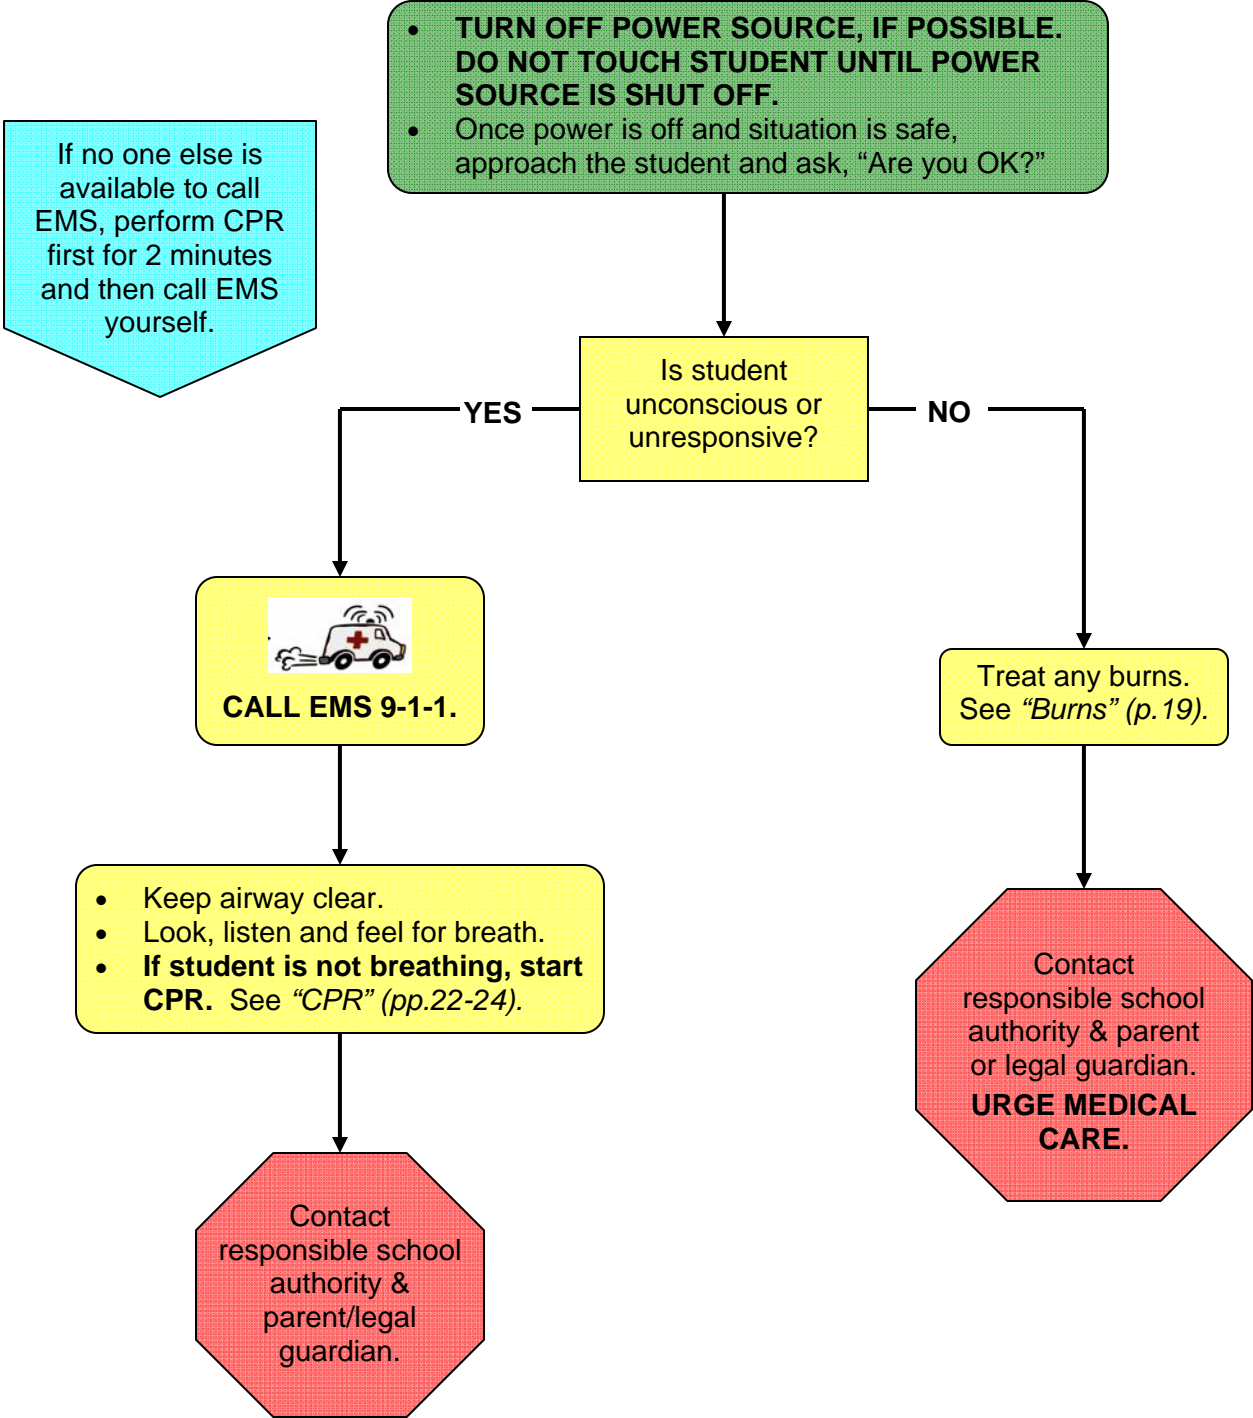 • TURN OFF POWER SOURCE, IF POSSIBLE.
DO NOT TOUCH STUDENT UNTIL POWER
SOURCE IS SHUT OFF.
• Once power is off and situation is safe,
approach the student and ask, “Are you OK?”
If no one else is
available to call
EMS, perform CPR
first for 2 minutes
and then call EMS
yourself.
Is student
unconscious or
unresponsive?
YES
NO
CALL EMS 9-1-1.
Treat any burns.
See “Burns” (p.19).
• Keep airway clear.
• Look, listen and feel for breath.
• If student is not breathing, start
CPR. See “CPR” (pp.22-24).
Contact
responsible school
authority & parent
or legal guardian.
URGE MEDICAL
CARE.
Contact
responsible school
authority &
parent/legal
guardian.